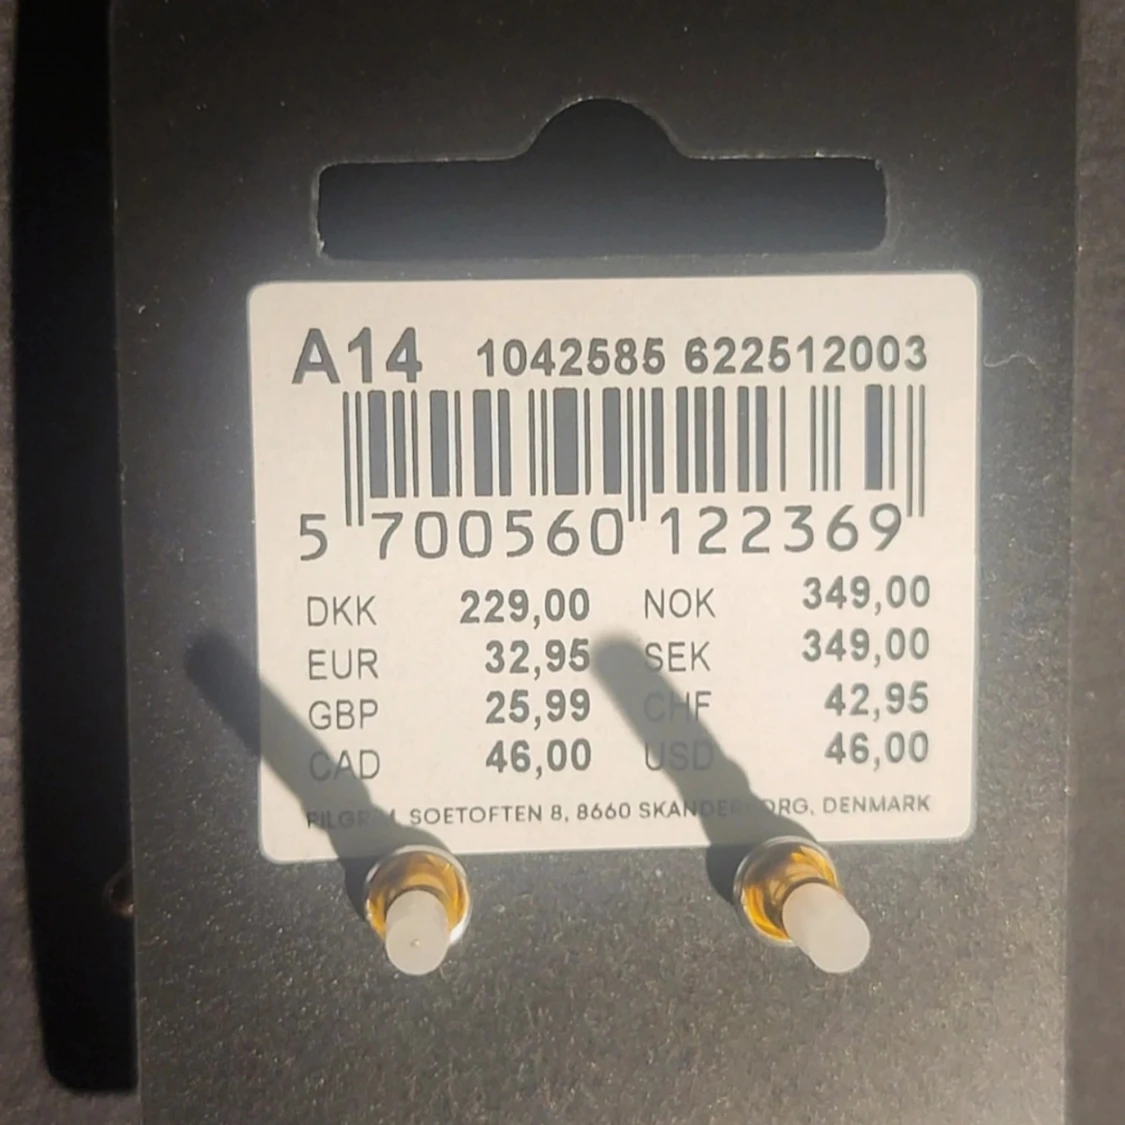 A14 1042585 622512003
5 700560 122369
DKK 229,00 NOK 349,00
EUR 32,95 SEK 349,00
GBP 25,99 CHF 42,95
CAD 46,00 USD 46,00
SOETOFTEN 8, 8660 SKANDERBORG, DENMARK